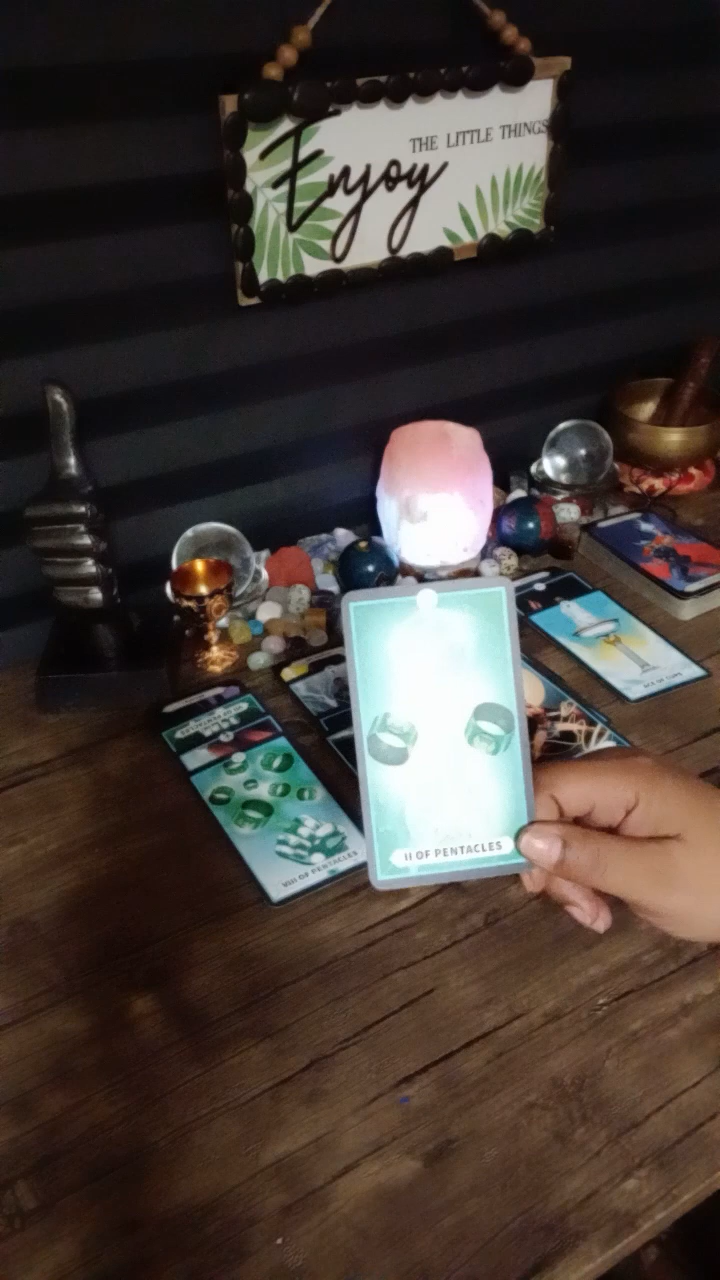 THE LITTLE THINGS
Enjoy
ACE OF CUPS
II OF PENTACLES
VIII OF PENTACLES